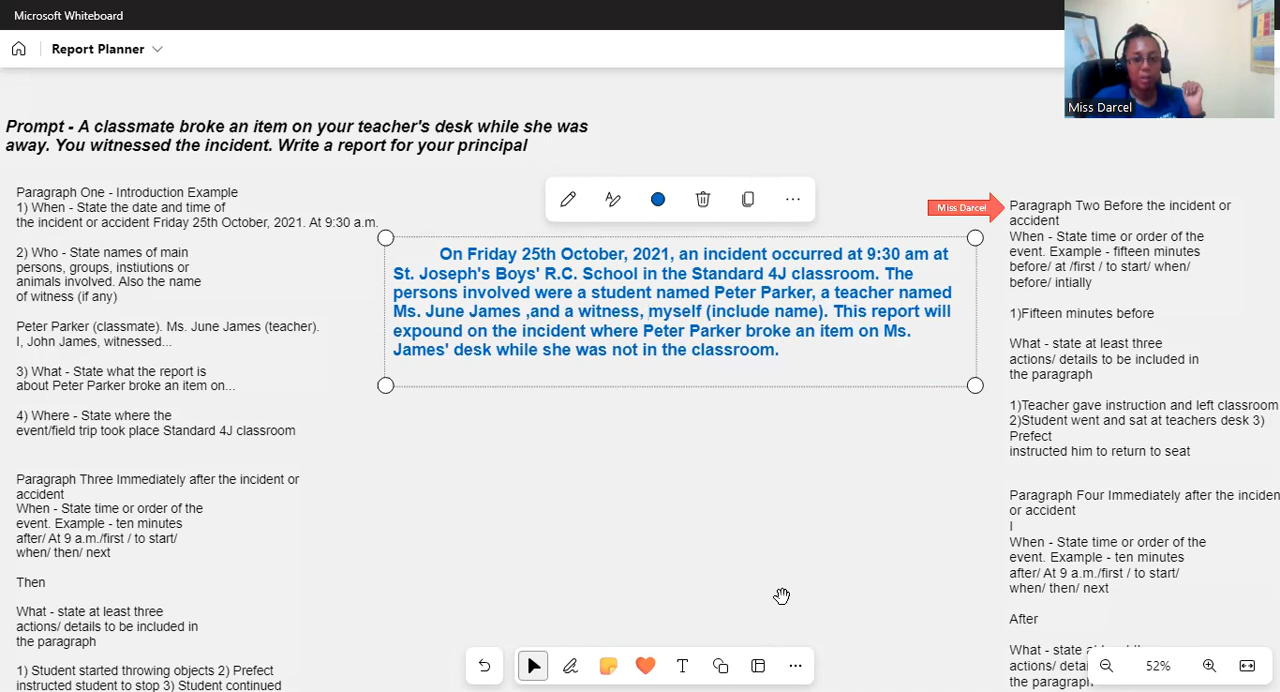 Microsoft Whiteboard
Report Planner
Miss Darcel
Prompt - A classmate broke an item on your teacher's desk while she was
away. You witnessed the incident. Write a report for your principal
Paragraph One - Introduction Example
1) When - State the date and time of
the incident or accident Friday 25th October, 2021. At 9:30 a.m.
2) Who - State names of main
persons, groups, instiutions or
animals involved. Also the name
of witness (if any)
Peter Parker (classmate). Ms. June James (teacher).
I, John James, witnessed...
3) What - State what the report is
about Peter Parker broke an item on...
4) Where - State where the
event/field trip took place Standard 4J classroom
On Friday 25th October, 2021, an incident occurred at 9:30 am at
St. Joseph's Boys' R.C. School in the Standard 4J classroom. The
persons involved were a student named Peter Parker, a teacher named
Ms. June James ,and a witness, myself (include name). This report will
expound on the incident where Peter Parker broke an item on Ms.
James' desk while she was not in the classroom.
Miss Darcel
Paragraph Two Before the incident or
accident
When - State time or order of the
event. Example - fifteen minutes
before/ at /first / to start/ when/
before/ intially
1)Fifteen minutes before
What - state at least three
actions/ details to be included in
the paragraph
1)Teacher gave instruction and left classroom
2)Student went and sat at teachers desk 3)
Prefect
instructed him to return to seat
Paragraph Three Immediately after the incident or
accident
When - State time or order of the
event. Example - ten minutes
after/ At 9 a.m./first / to start/
when/ then/ next
Then
What - state at least three
actions/ details to be included in
the paragraph
1) Student started throwing objects 2) Prefect
instructed student to stop 3) Student continued
Paragraph Four Immediately after the inciden
or accident
I
When - State time or order of the
event. Example - ten minutes
after/ At 9 a.m./first / to start/
when/ then/ next
After
What - state
actions/
the paragraph
52%